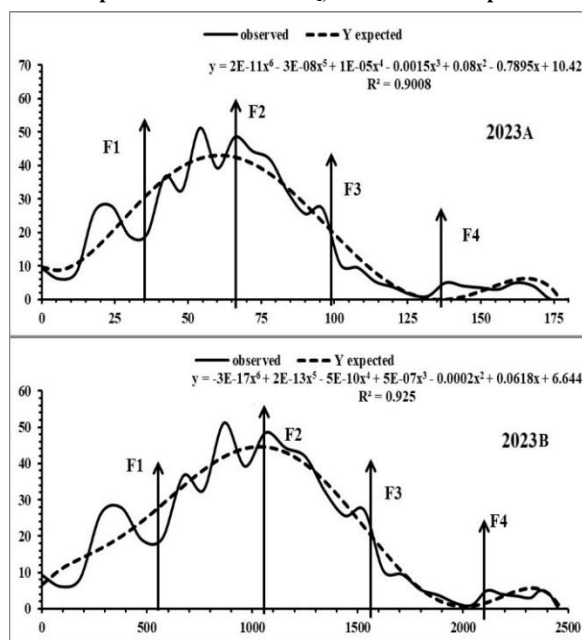 observed Y expected
y = 2E-11x⁶ - 3E-08x⁵ + 1E-05x⁴ - 0.0015x³ + 0.08x² - 0.7895x + 10.42
R² = 0.9008
2023A
F1
F2
F3
F4
70
60
50
40
30
20
10
0
0 25 50 75 100 125 150 175
observed Y expected
y = -3E-17x⁶ + 2E-13x⁵ - 5E-10x⁴ + 5E-07x³ - 0.0002x² + 0.0618x + 6.644
R² = 0.925
2023B
F1
F2
F3
F4
60
50
40
30
20
10
0
0 500 1000 1500 2000 2500